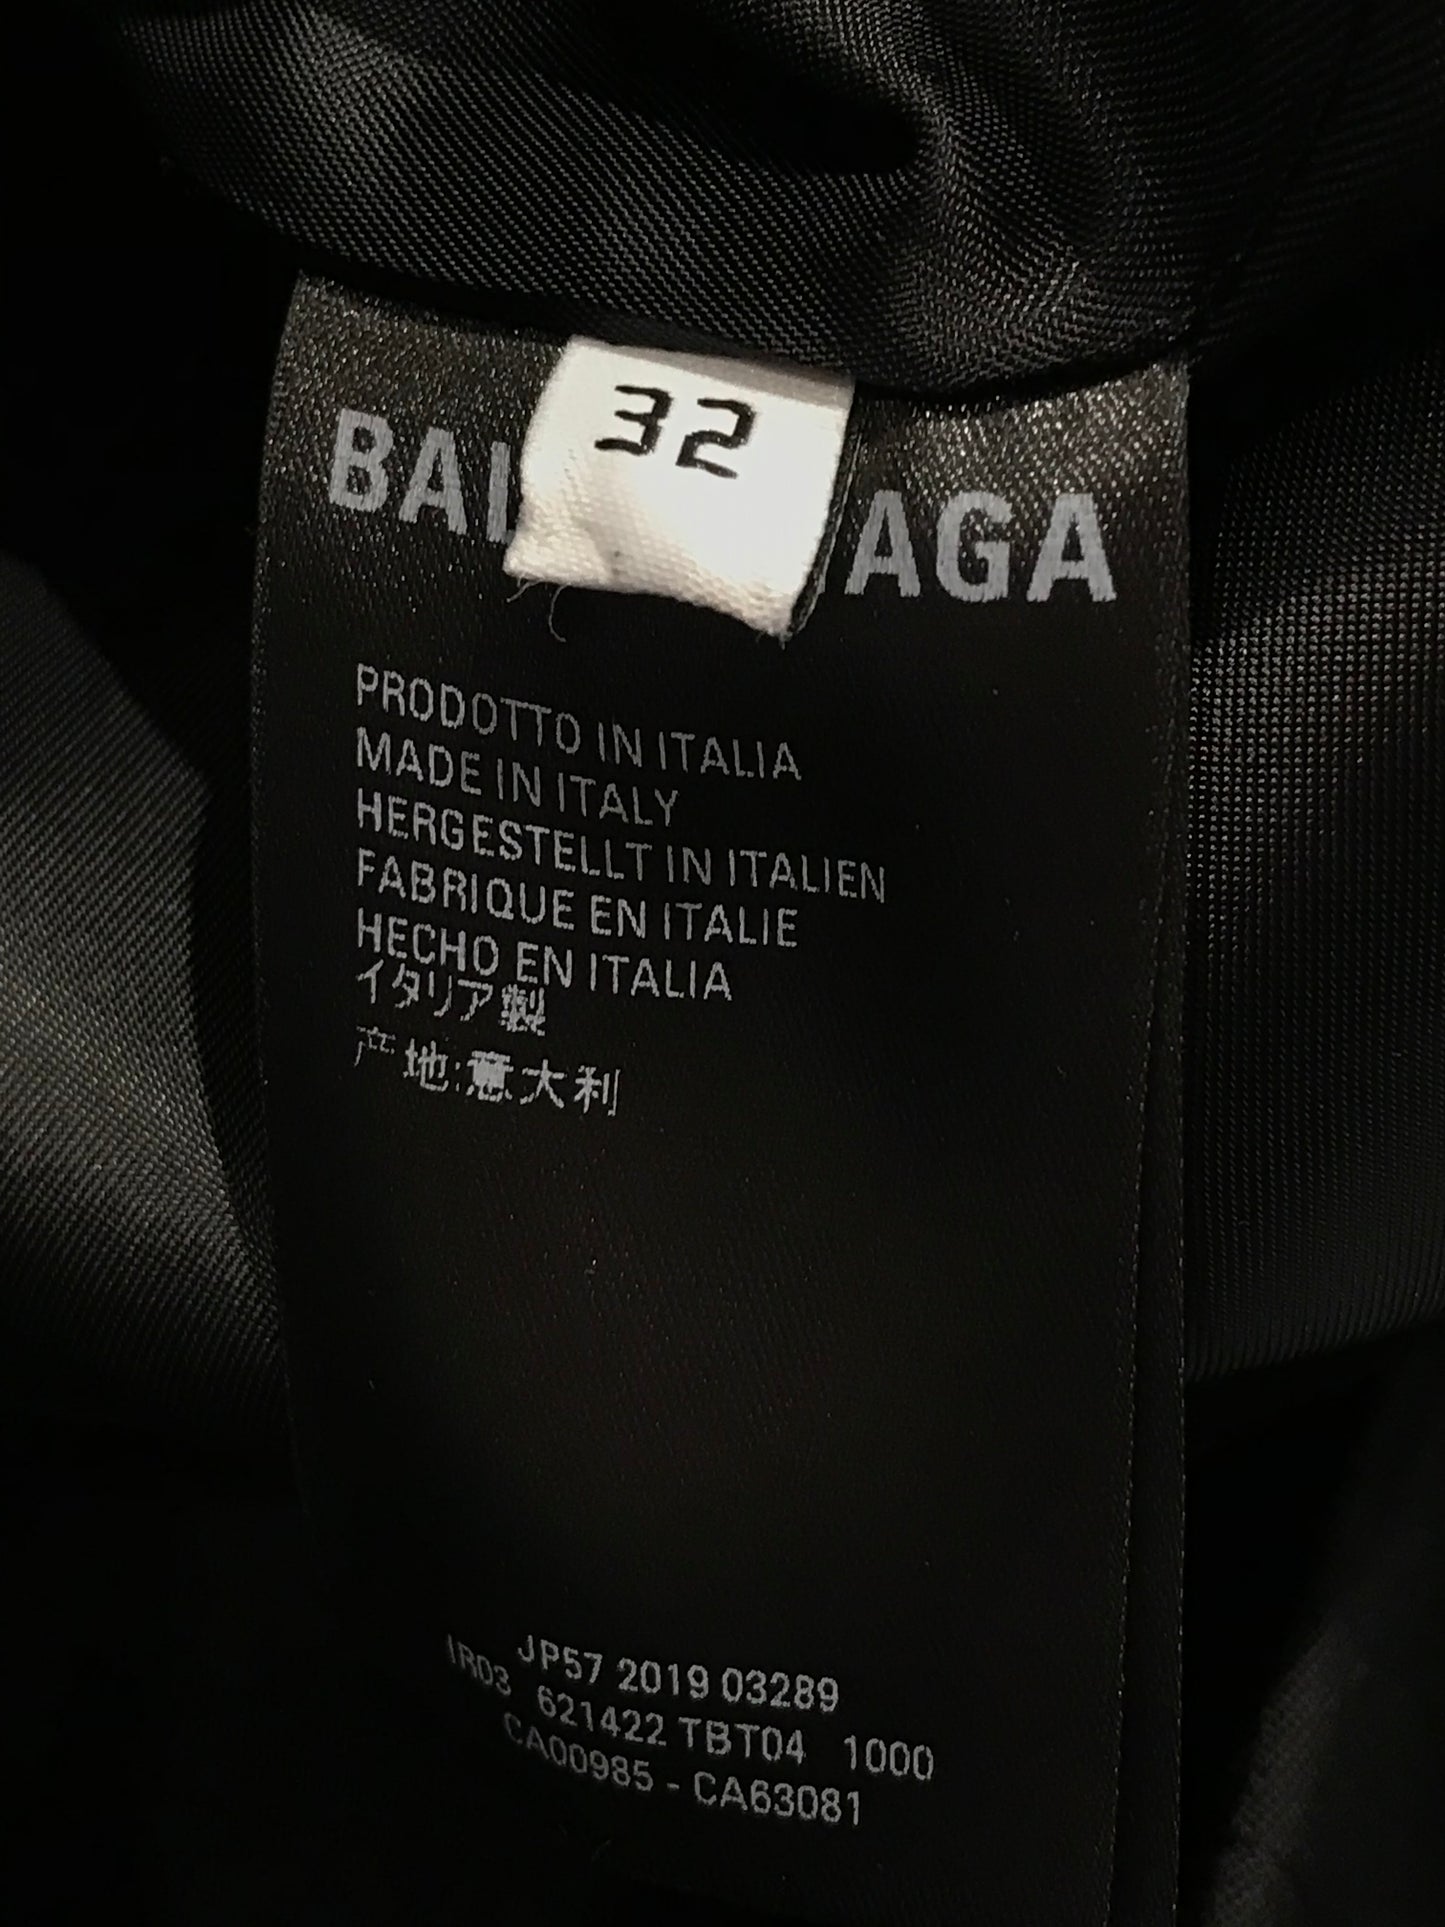 32
BAL AGA
PRODOTTO IN ITALIA
MADE IN ITALY
HERGESTELLT IN ITALIEN
FABRIQUE EN ITALIE
HECHO EN ITALIA
イタリア製
产地:意大利
JP57 2019 03289
IR03 621422 TBT04 1000
CA00985 - CA63081